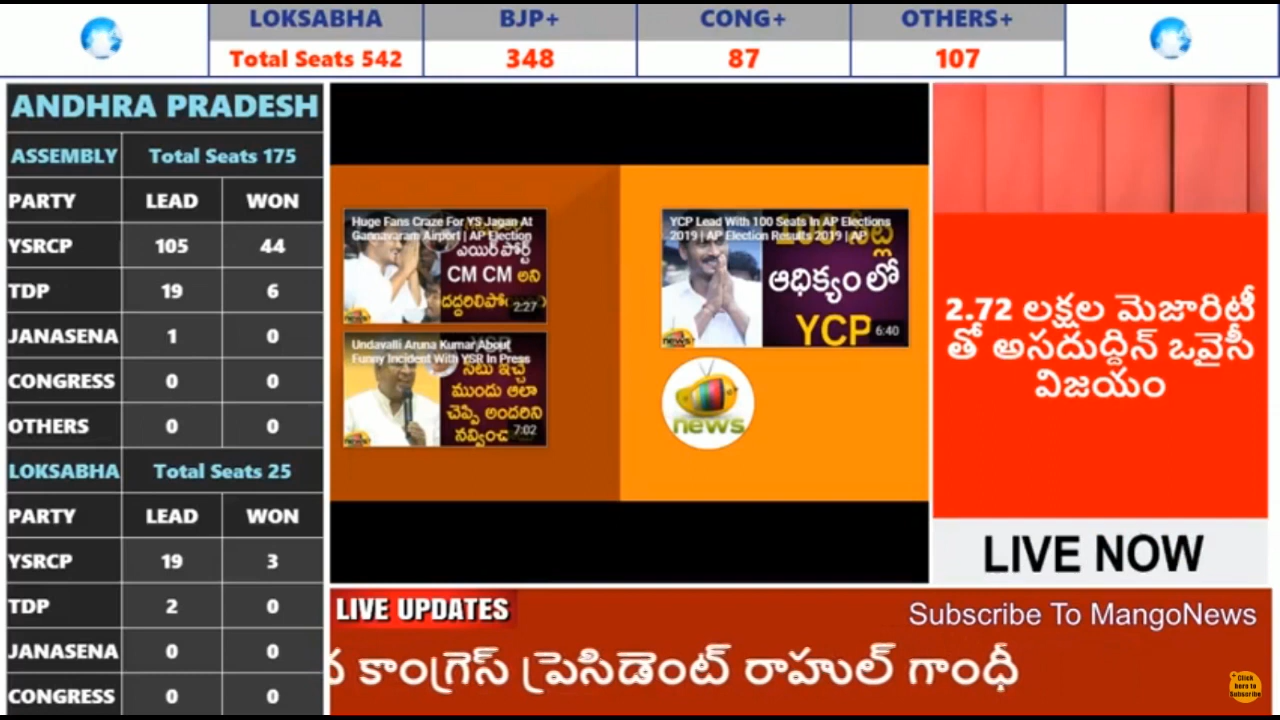 LOKSABHA BJP+ CONG+ OTHERS+
Total Seats 542 348 87 107
ANDHRA PRADESH
ASSEMBLY Total Seats 175
PARTY LEAD WON
YSRCP 105 44
TDP 19 6
JANASENA 1 0
CONGRESS 0 0
OTHERS 0 0
LOKSABHA Total Seats 25
PARTY LEAD WON
YSRCP 19 3
TDP 2 0
JANASENA 0 0
CONGRESS 0 0
Huge Fans Craze For YS Jagan At
Gannavaram Airport | AP Election
ఎయిర్ పోర్ట్
CM CM అని
2:27
Undavalli Aruna Kumar About
Funny Incident With YSR In Press
సీటు ఇచ్చే
ముందు ఆలా
చెప్పి అందరిని
7:02
YCP Lead With 100 Seats In AP Elections
2019 | AP Election Results 2019 | AP
ఆధిక్యం లో
YCP
6:40
news
2.72 లక్షల మెజారిటీ
తో అసదుద్దిన్ ఒవైసీ
విజయం
LIVE NOW
LIVE UPDATES
Subscribe To MangoNews
కాంగ్రెస్ ప్రెసిడెంట్ రాహుల్ గాంధీ
Click
here to
Subscribe